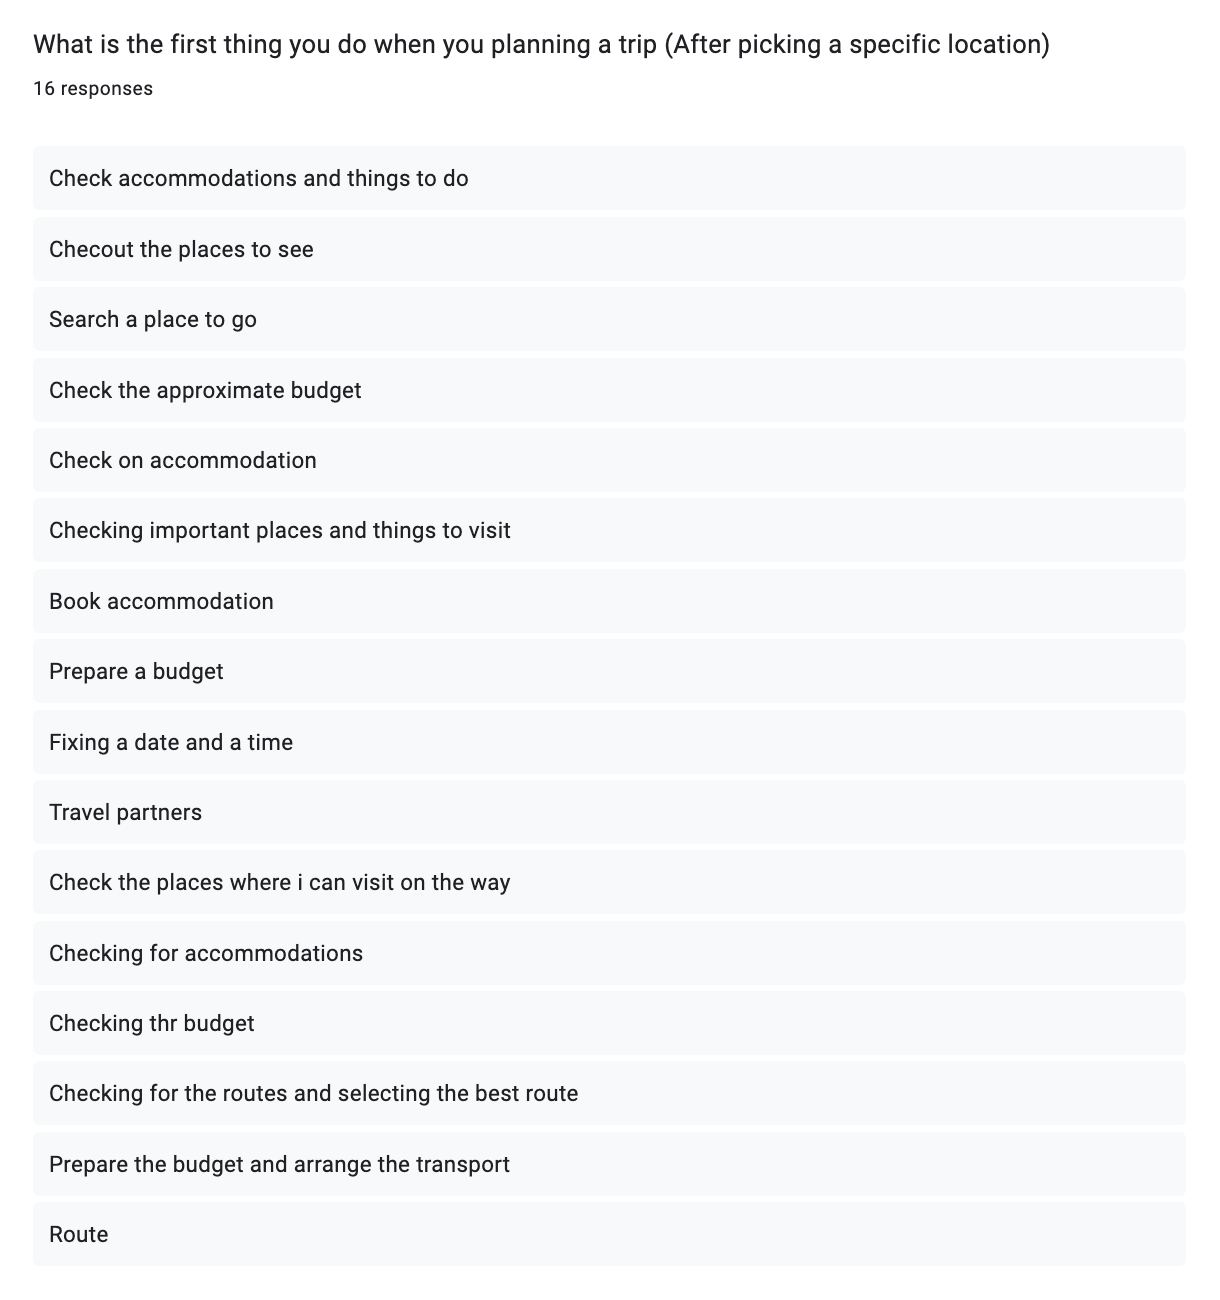 What is the first thing you do when you planning a trip (After picking a specific location)
16 responses
Check accommodations and things to do
Checout the places to see
Search a place to go
Check the approximate budget
Check on accommodation
Checking important places and things to visit
Book accommodation
Prepare a budget
Fixing a date and a time
Travel partners
Check the places where i can visit on the way
Checking for accommodations
Checking thr budget
Checking for the routes and selecting the best route
Prepare the budget and arrange the transport
Route